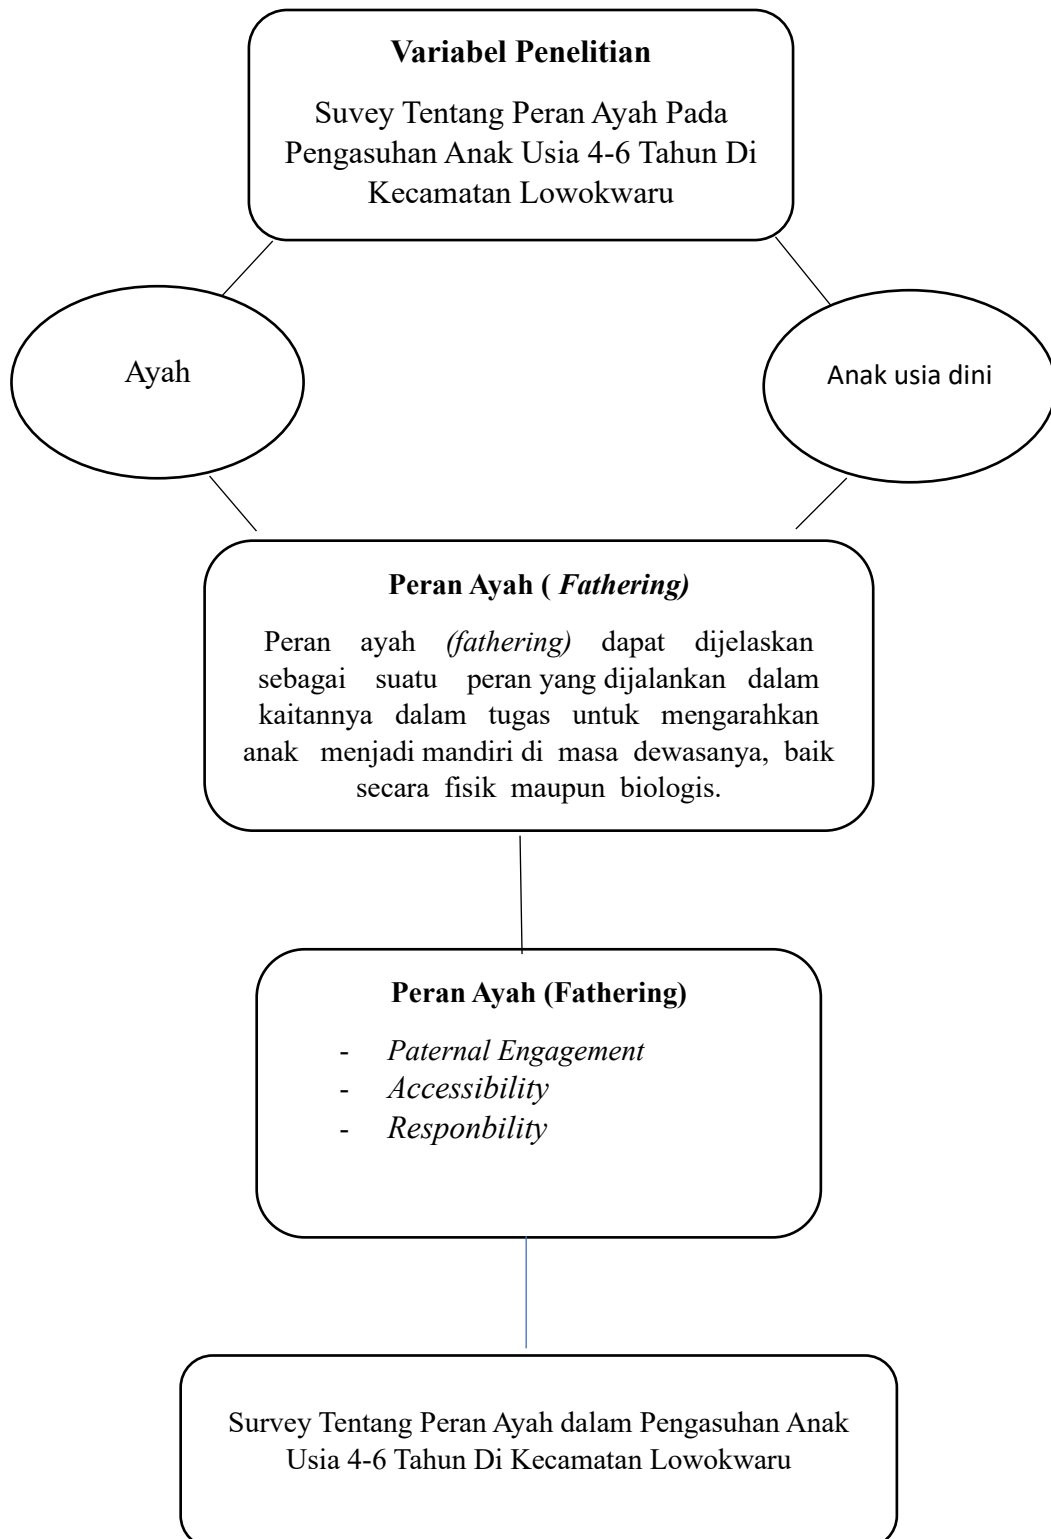 Variabel Penelitian
Suvey Tentang Peran Ayah Pada
Pengasuhan Anak Usia 4-6 Tahun Di
Kecamatan Lowokwaru
Ayah
Anak usia dini
Peran Ayah ( Fathering)
Peran ayah (fathering) dapat dijelaskan
sebagai suatu peran yang dijalankan dalam
kaitannya dalam tugas untuk mengarahkan
anak menjadi mandiri di masa dewasanya, baik
secara fisik maupun biologis.
Peran Ayah (Fathering)
- Paternal Engagement
- Accessibility
- Responbility
Survey Tentang Peran Ayah dalam Pengasuhan Anak
Usia 4-6 Tahun Di Kecamatan Lowokwaru